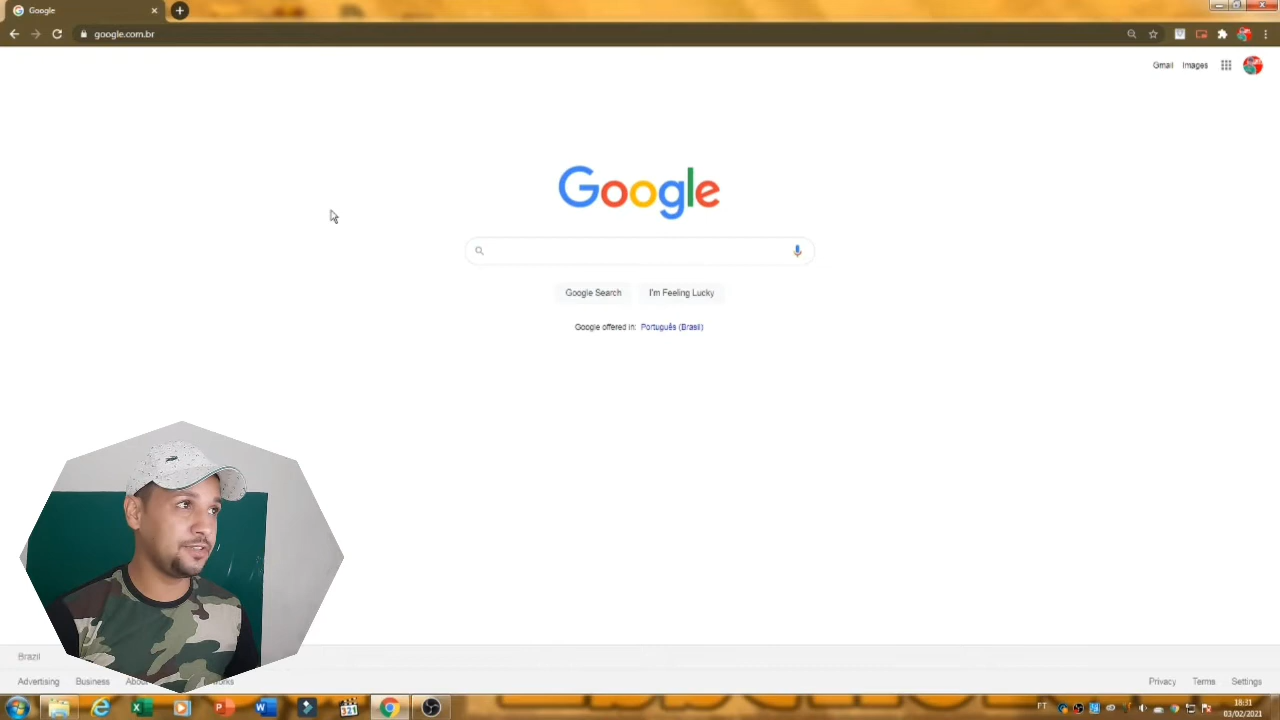 Google
google.com.br
Gmail Images
Google
Google Search I'm Feeling Lucky
Google offered in: Português (Brasil)
Brazil
Advertising Business
Privacy Terms Settings
PT
18:31
03/02/2021